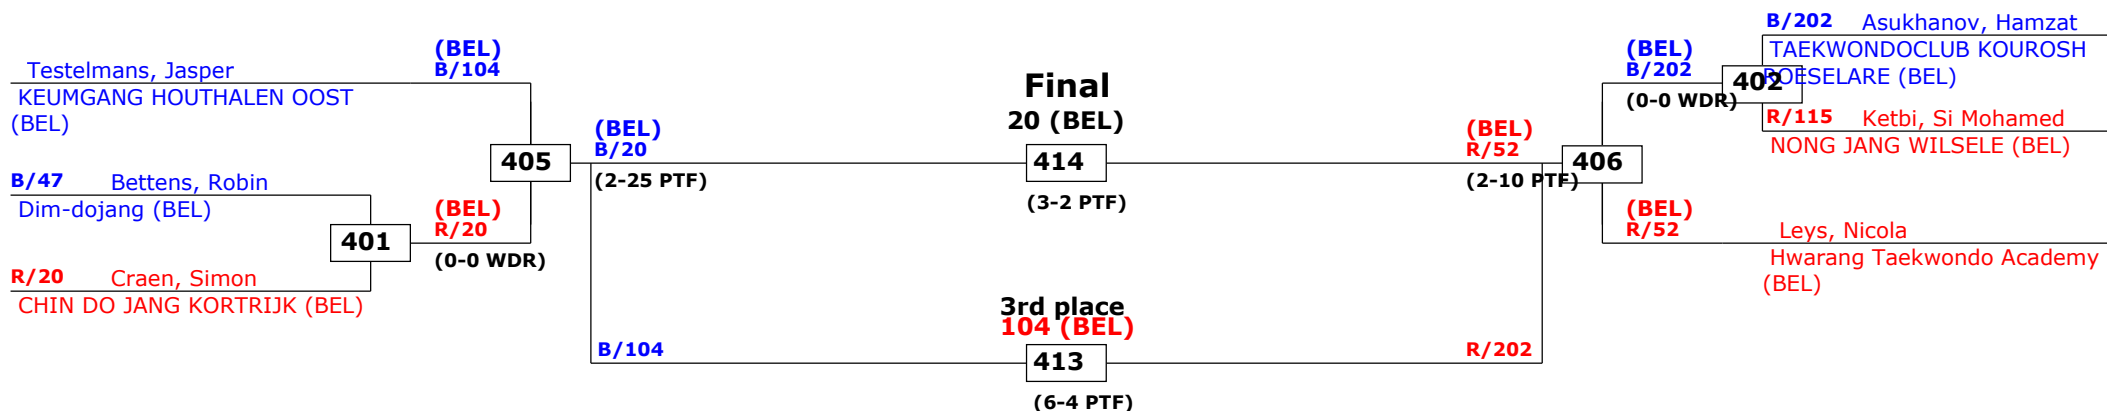 (BEL)
B/104
Testelmans, Jasper
KEUMGANG HOUTHALEN OOST
(BEL)
B/47 Bettens, Robin
Dim-dojang (BEL)
401
R/20 Craen, Simon
CHIN DO JANG KORTRIJK (BEL)
(BEL)
R/20
(0-0 WDR)
405
(BEL)
B/20
(2-25 PTF)
Final
20 (BEL)
414
(3-2 PTF)
3rd place
104 (BEL)
B/104
413
R/202
(6-4 PTF)
(BEL)
R/52
(2-10 PTF)
406
(BEL)
B/202
(0-0 WDR)
402
B/202 Asukhanov, Hamzat
TAEKWONDOCLUB KOUROSH
ROESELARE (BEL)
R/115 Ketbi, Si Mohamed
NONG JANG WILSELE (BEL)
(BEL)
R/52
Leys, Nicola
Hwarang Taekwondo Academy
(BEL)